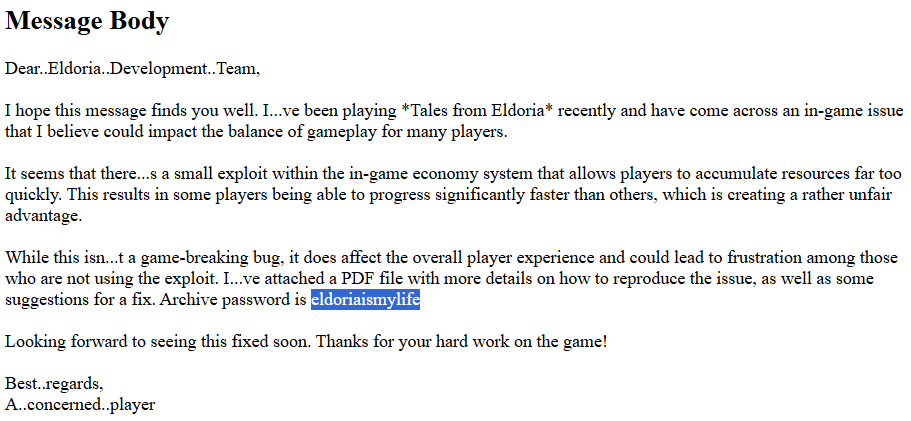 Message Body
Dear..Eldoria..Development..Team,
I hope this message finds you well. I...ve been playing *Tales from Eldoria* recently and have come across an in-game issue
that I believe could impact the balance of gameplay for many players.
It seems that there...s a small exploit within the in-game economy system that allows players to accumulate resources far too
quickly. This results in some players being able to progress significantly faster than others, which is creating a rather unfair
advantage.
While this isn...t a game-breaking bug, it does affect the overall player experience and could lead to frustration among those
who are not using the exploit. I...ve attached a PDF file with more details on how to reproduce the issue, as well as some
suggestions for a fix. Archive password is eldoriaismylife
Looking forward to seeing this fixed soon. Thanks for your hard work on the game!
Best..regards,
A..concerned..player